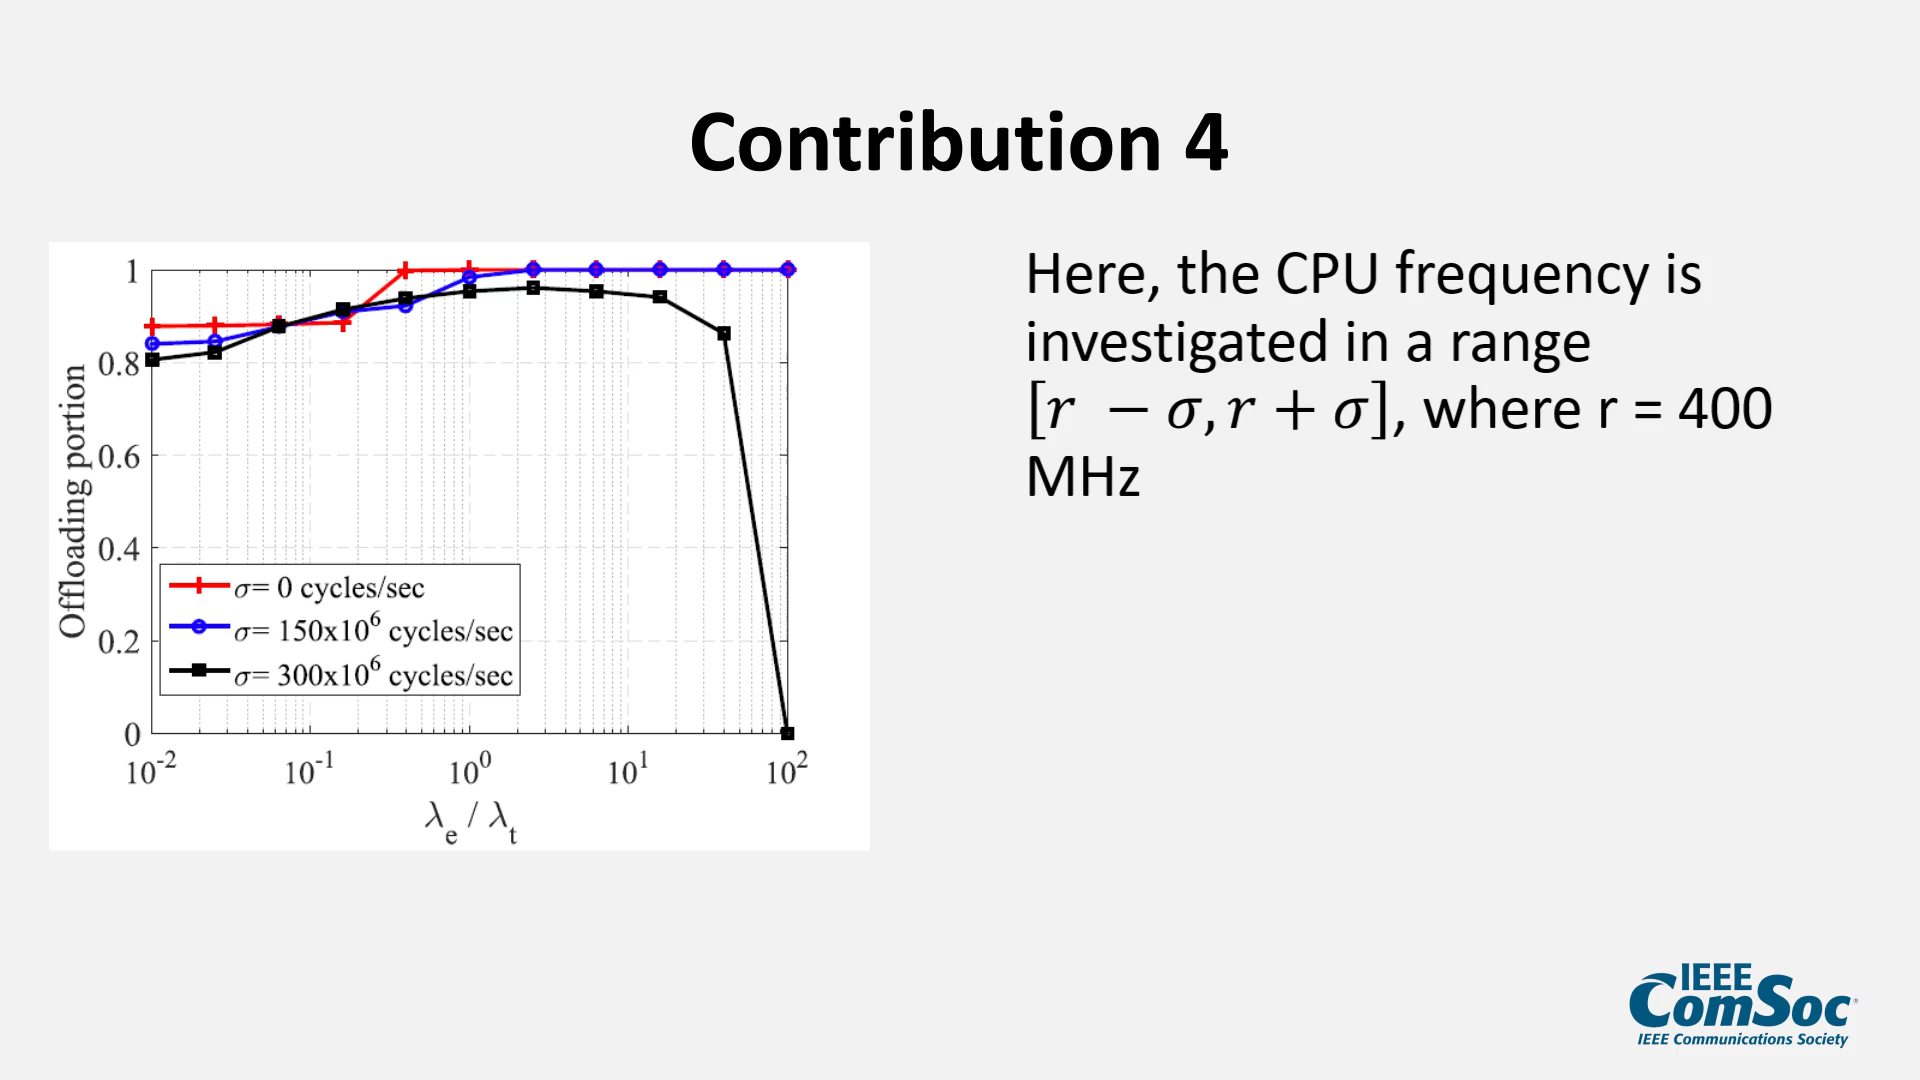 Contribution 4
1
0.8
0.6
0.4
0.2
0
Offloading portion
σ= 0 cycles/sec
σ= 150x10⁶ cycles/sec
σ= 300x10⁶ cycles/sec
10⁻² 10⁻¹ 10⁰ 10¹ 10²
λₑ / λₜ
Here, the CPU frequency is
investigated in a range
[𝑟 − 𝜎, 𝑟 + 𝜎], where r = 400
MHz
IEEE
ComSoc®
IEEE Communications Society